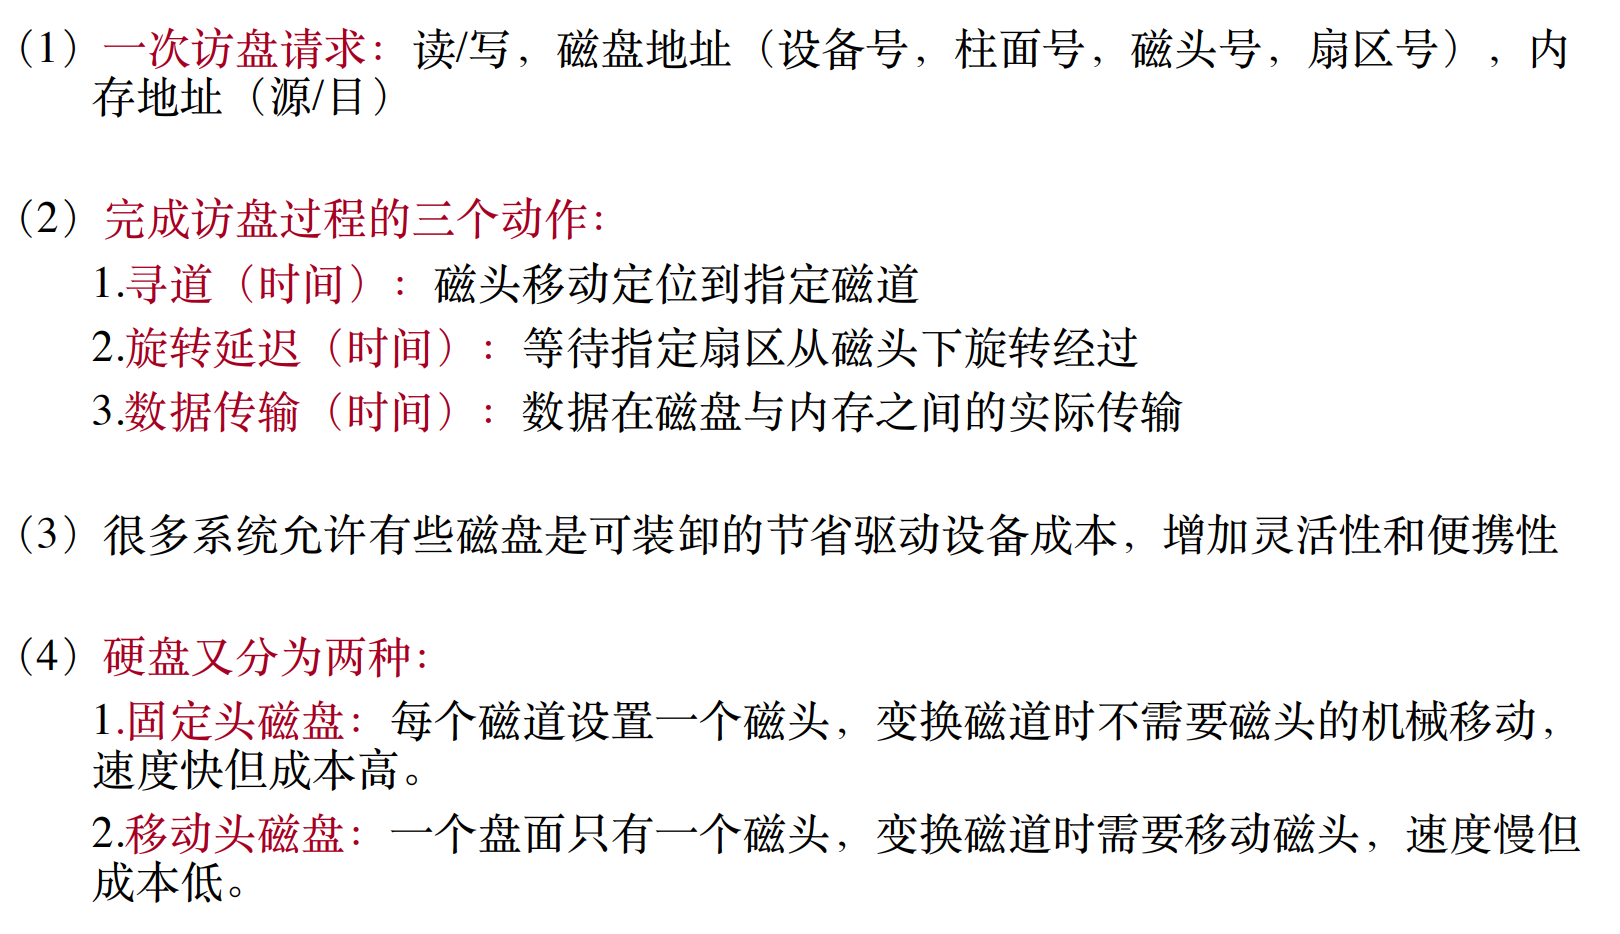 （1）一次访盘请求：读/写，磁盘地址（设备号，柱面号，磁头号，扇区号），内
存地址（源/目）
（2）完成访盘过程的三个动作：
1.寻道（时间）：磁头移动定位到指定磁道
2.旋转延迟（时间）：等待指定扇区从磁头下旋转经过
3.数据传输（时间）：数据在磁盘与内存之间的实际传输
（3）很多系统允许有些磁盘是可装卸的节省驱动设备成本，增加灵活性和便携性
（4）硬盘又分为两种：
1.固定头磁盘：每个磁道设置一个磁头，变换磁道时不需要磁头的机械移动，
速度快但成本高。
2.移动头磁盘：一个盘面只有一个磁头，变换磁道时需要移动磁头，速度慢但
成本低。